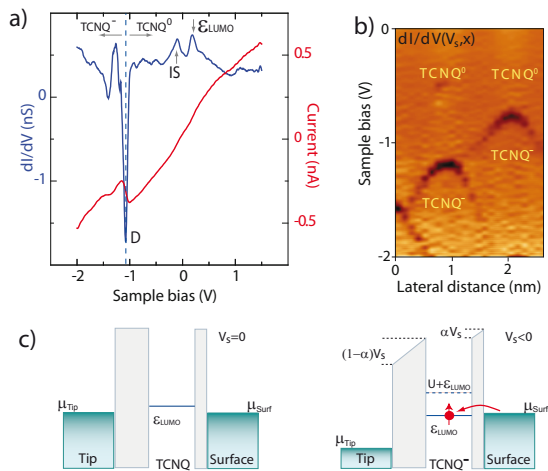 a)
TCNQ⁻
TCNQ⁰
εLUMO
IS
D
dI/dV (nS)
0
-1
Current (nA)
0.5
0
-0.5
-2
-1
0
1
Sample bias (V)
b)
dI/dV(Vs,x)
TCNQ⁰
TCNQ⁰
TCNQ⁻
TCNQ⁻
Sample bias (V)
0
-1
-2
0
1
2
Lateral distance (nm)
c)
Vs=0
μTip
εLUMO
μSurf
Tip
TCNQ
Surface
αVs
Vs<0
(1-α)Vs
U+εLUMO
μTip
εLUMO
μSurf
Tip
TCNQ⁻
Surface